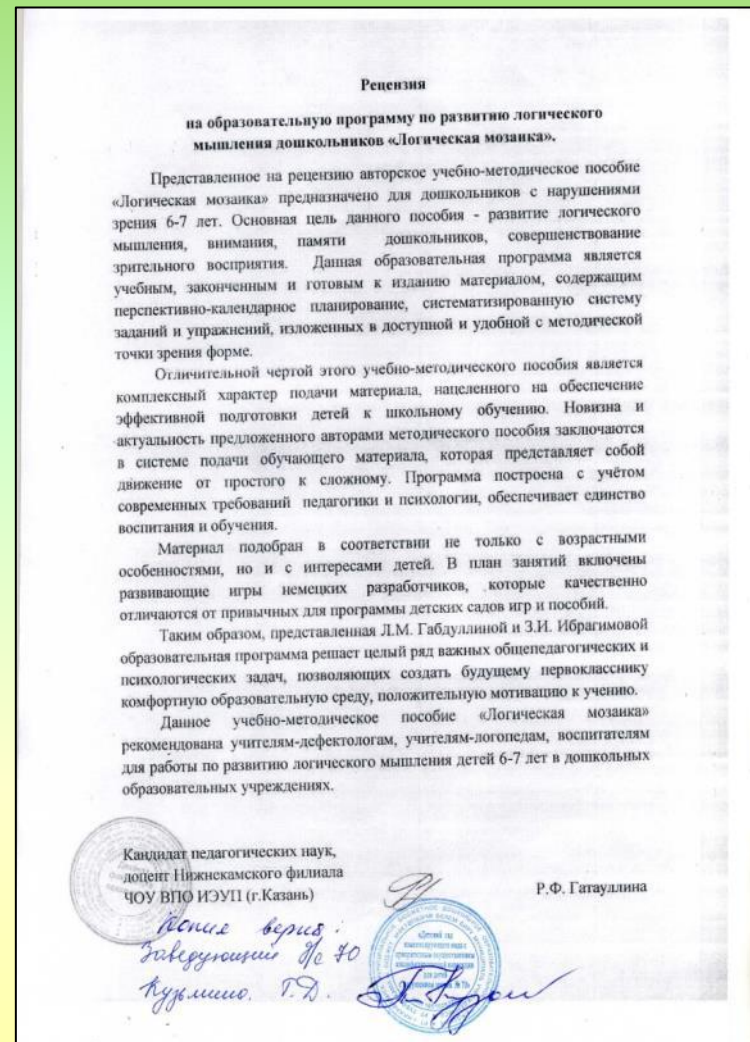 Рецензия
на образовательную программу по развитию логического
мышления дошкольников «Логическая мозаика».
Представленное на рецензию авторское учебно-методическое пособие
«Логическая мозаика» предназначено для дошкольников с нарушениями
зрения 6-7 лет. Основная цель данного пособия - развитие логического
мышления, внимания, памяти дошкольников, совершенствование
зрительного восприятия. Данная образовательная программа является
учебным, законченным и готовым к изданию материалом, содержащим
перспективно-календарное планирование, систематизированную систему
заданий и упражнений, изложенных в доступной и удобной с методической
точки зрения форме.
Отличительной чертой этого учебно-методического пособия является
комплексный характер подачи материала, нацеленного на обеспечение
эффективной подготовки детей к школьному обучению. Новизна и
актуальность предложенного авторами методического пособия заключаются
в системе подачи обучающего материала, которая представляет собой
движение от простого к сложному. Программа построена с учётом
современных требований педагогики и психологии, обеспечивает единство
воспитания и обучения.
Материал подобран в соответствии не только с возрастными
особенностями, но и с интересами детей. В план занятий включены
развивающие игры немецких разработчиков, которые качественно
отличаются от привычных для программы детских садов игр и пособий.
Таким образом, представленная Л.М. Габдуллиной и З.И. Ибрагимовой
образовательная программа решает целый ряд важных общепедагогических и
психологических задач, позволяющих создать будущему первокласснику
комфортную образовательную среду, положительную мотивацию к учению.
Данное учебно-методическое пособие «Логическая мозаика»
рекомендована учителям-дефектологам, учителям-логопедам, воспитателям
для работы по развитию логического мышления детей 6-7 лет в дошкольных
образовательных учреждениях.
Кандидат педагогических наук,
доцент Нижнекамского филиала
ЧОУ ВПО ИЭУП (г.Казань) Р.Ф. Гатауллина
Копия верна:
Заведующий д/с 70
Кузьмина. Т.Д.
«Детский сад